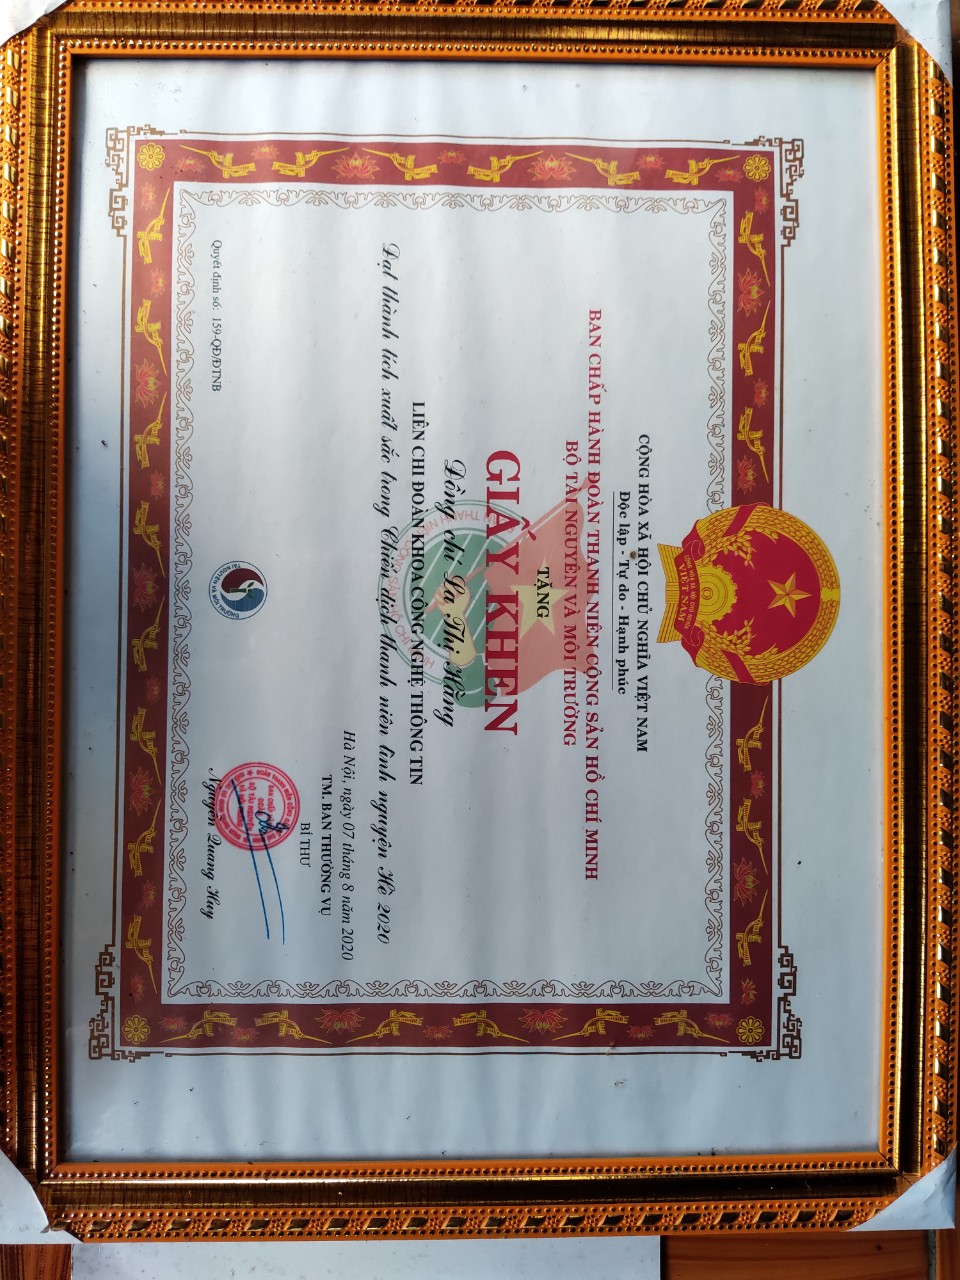 CỘNG HÒA XÃ HỘI CHỦ NGHĨA
VIỆT NAM
CỘNG HÒA XÃ HỘI CHỦ NGHĨA VIỆT NAM
Độc lập - Tự do - Hạnh phúc
BAN CHẤP HÀNH ĐOÀN THANH NIÊN CỘNG SẢN HỒ CHÍ MINH
BỘ TÀI NGUYÊN VÀ MÔI TRƯỜNG
TẶNG
GIẤY KHEN
Đồng chí La Thị Hằng
LIÊN CHI ĐOÀN KHOA CÔNG NGHỆ THÔNG TIN
Đạt thành tích xuất sắc trong Chiến dịch thanh niên tình nguyện Hè 2020
Hà Nội, ngày 07 tháng 8 năm 2020
TM. BAN THƯỜNG VỤ
BÍ THƯ
BAN CHẤP HÀNH
ĐOÀN
BỘ TÀI NGUYÊN
VÀ MÔI TRƯỜNG
TÀI NGUYÊN VÀ MÔI TRƯỜNG
Quyết định số: 159-QĐ/ĐTNB
Nguyễn Quang Huy